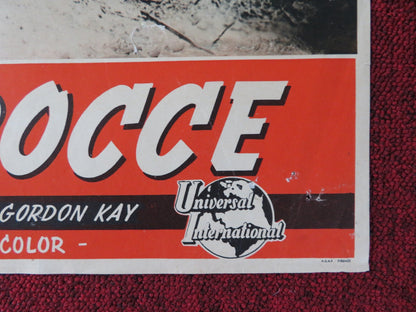 OCCE
GORDON KAY
Universal
International
COLOR -